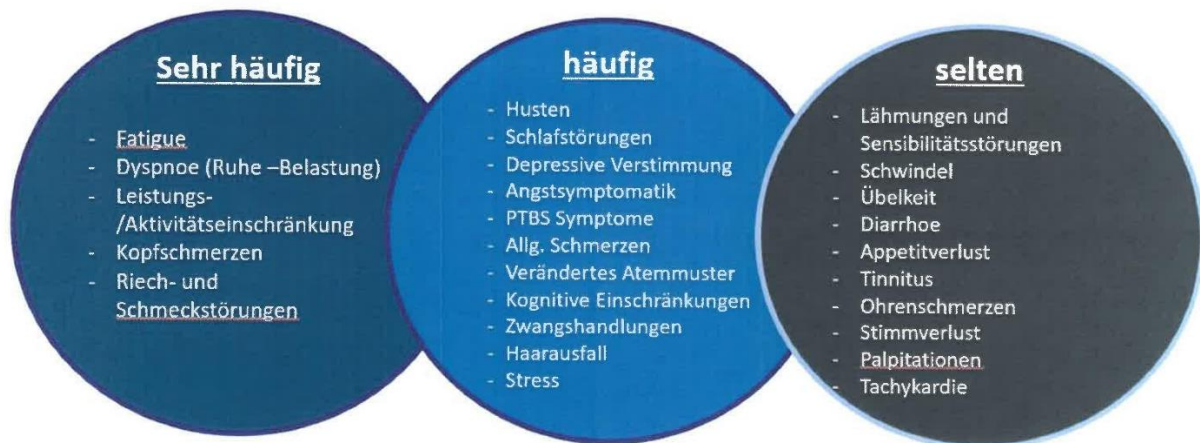 Sehr häufig
- Fatigue
- Dyspnoe (Ruhe –Belastung)
- Leistungs-
/Aktivitätseinschränkung
- Kopfschmerzen
- Riech- und
Schmeckstörungen
häufig
- Husten
- Schlafstörungen
- Depressive Verstimmung
- Angstsymptomatik
- PTBS Symptome
- Allg. Schmerzen
- Verändertes Atemmuster
- Kognitive Einschränkungen
- Zwangshandlungen
- Haarausfall
- Stress
selten
- Lähmungen und
Sensibilitätsstörungen
- Schwindel
- Übelkeit
- Diarrhoe
- Appetitverlust
- Tinnitus
- Ohrenschmerzen
- Stimmverlust
- Palpitationen
- Tachykardie